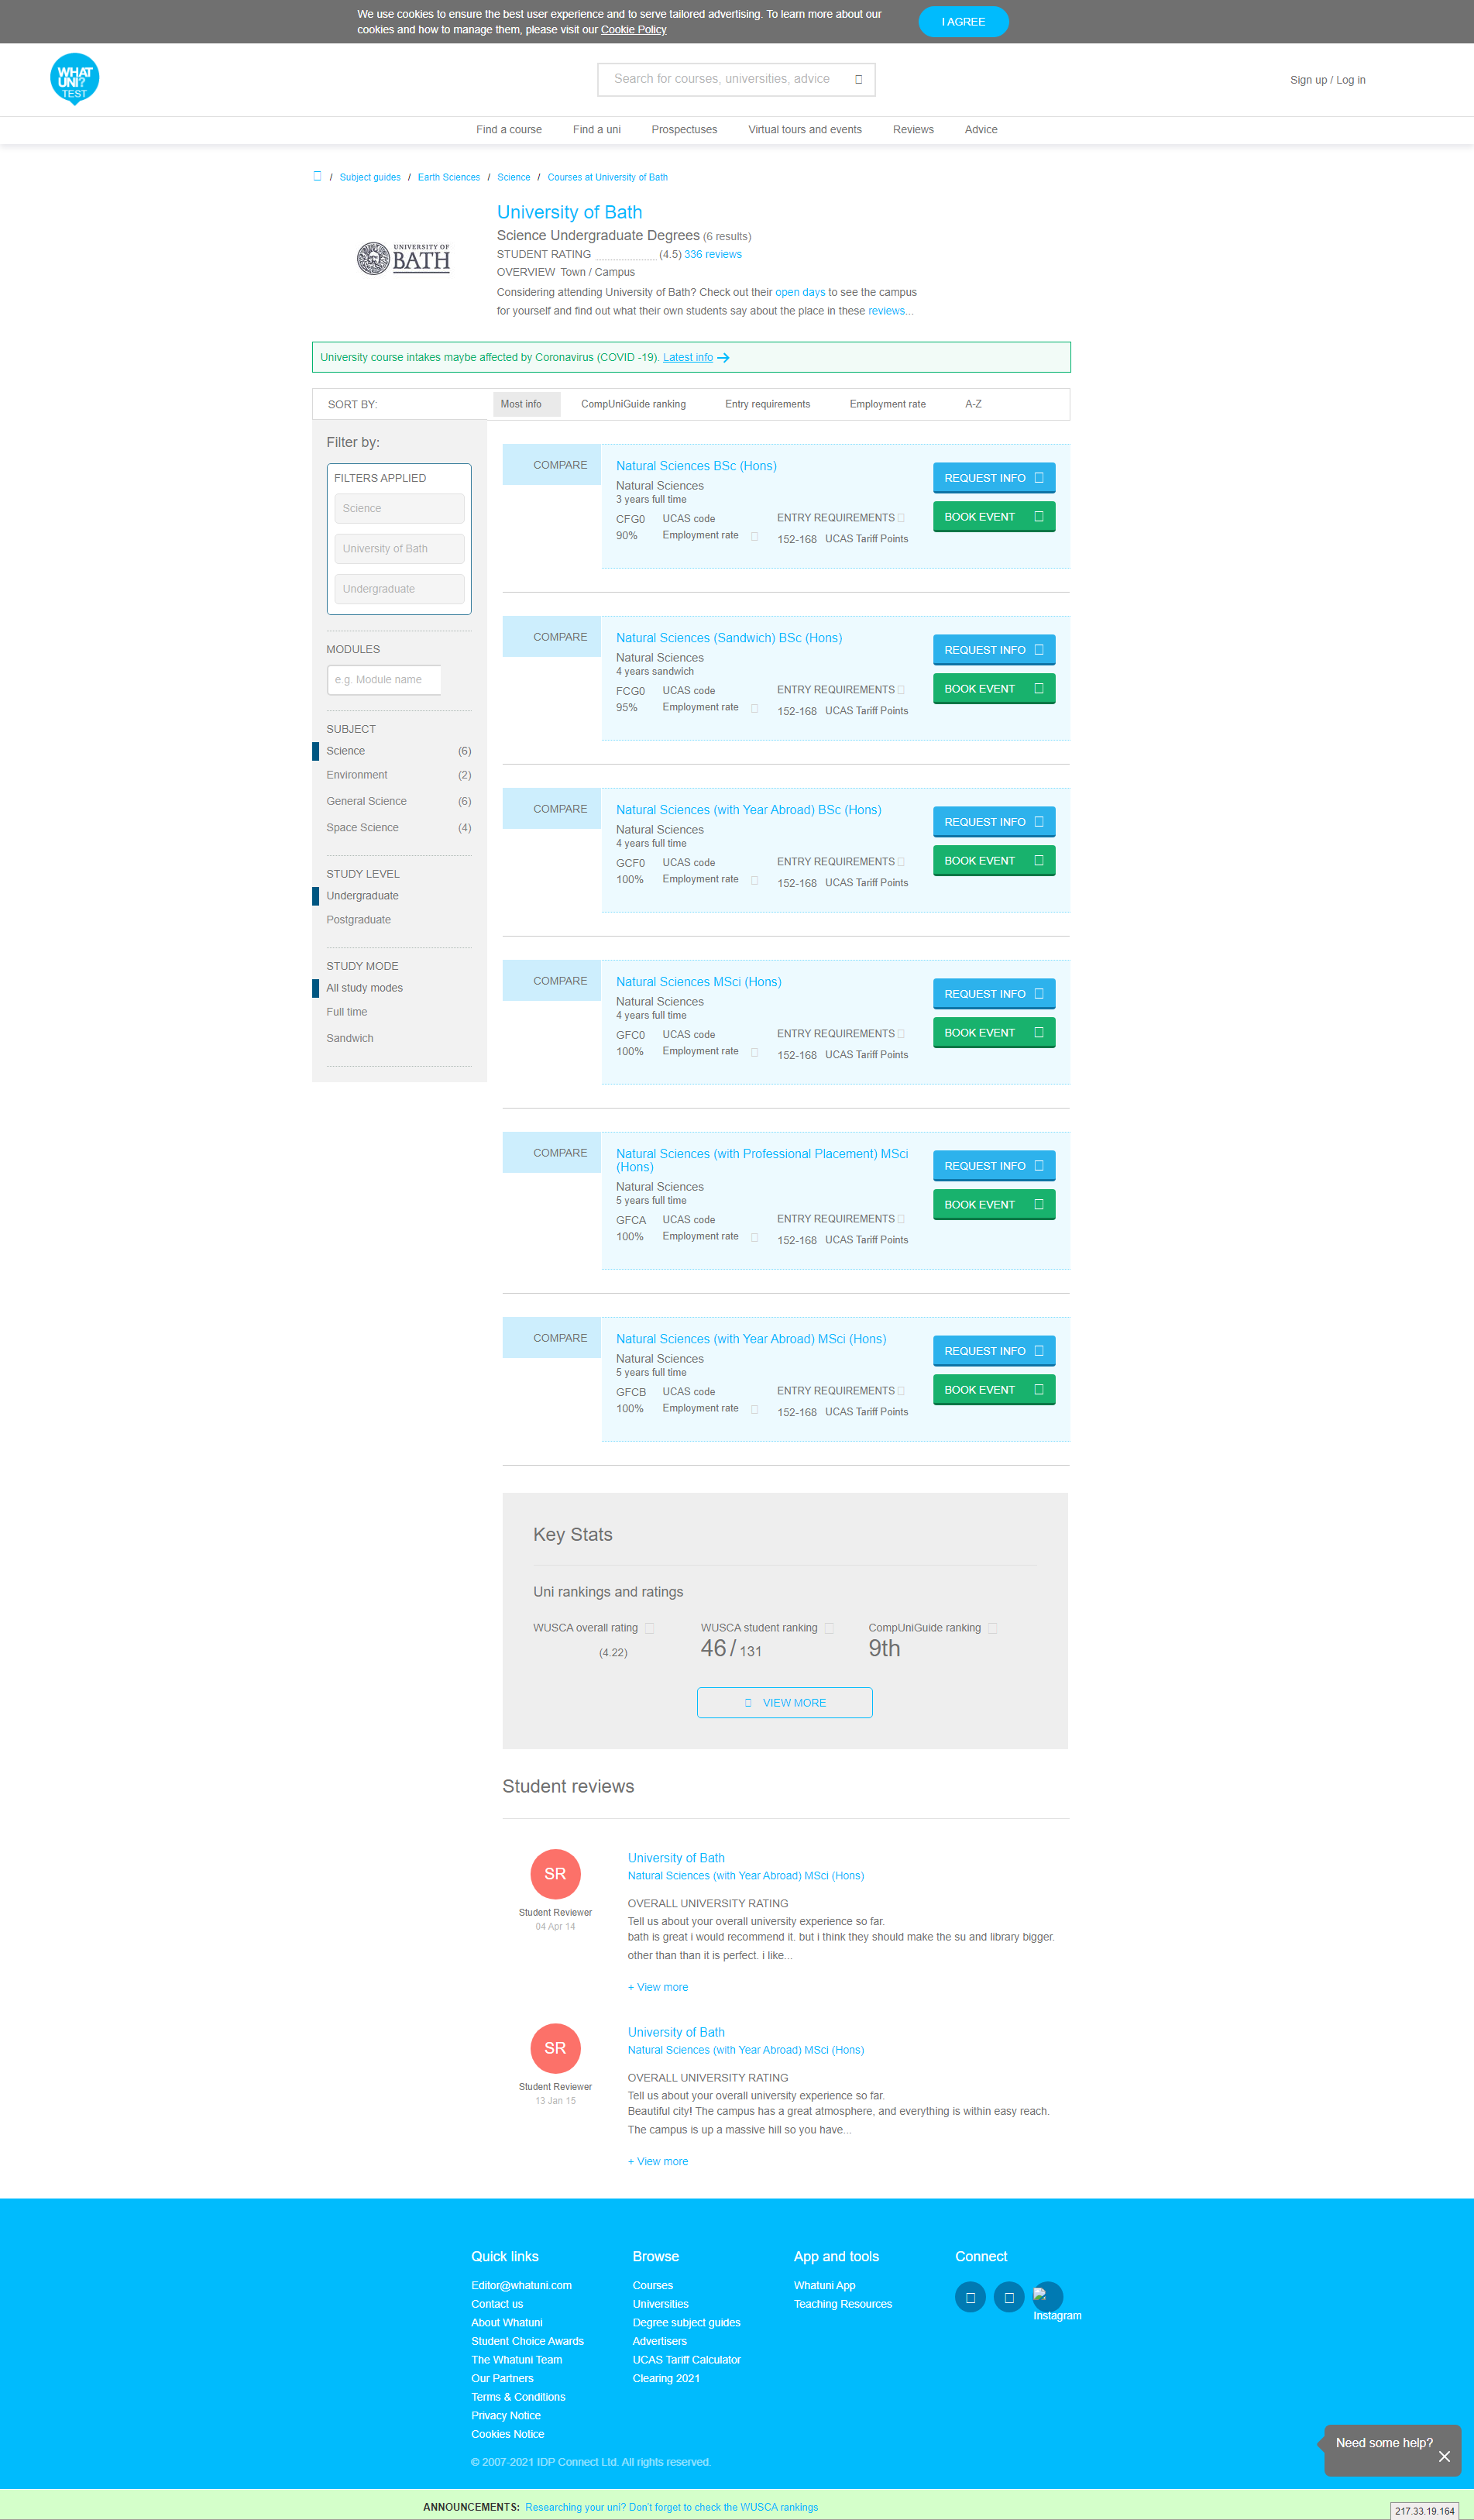 We use cookies to ensure the best user experience and to serve tailored advertising. To learn more about our
cookies and how to manage them, please visit our Cookie Policy
I AGREE
WHAT
UNI?
TEST
Search for courses, universities, advice
Sign up / Log in
Find a course Find a uni Prospectuses Virtual tours and events Reviews Advice
/ Subject guides / Earth Sciences / Science / Courses at University of Bath
UNIVERSITY OF
BATH
University of Bath
Science Undergraduate Degrees (6 results)
STUDENT RATING (4.5) 336 reviews
OVERVIEW Town / Campus
Considering attending University of Bath? Check out their open days to see the campus
for yourself and find out what their own students say about the place in these reviews...
University course intakes maybe affected by Coronavirus (COVID -19). Latest info
SORT BY: Most info CompUniGuide ranking Entry requirements Employment rate A-Z
Filter by:
FILTERS APPLIED
Science
University of Bath
Undergraduate
MODULES
e.g. Module name
SUBJECT
Science (6)
Environment (2)
General Science (6)
Space Science (4)
STUDY LEVEL
Undergraduate
Postgraduate
STUDY MODE
All study modes
Full time
Sandwich
COMPARE
Natural Sciences BSc (Hons)
Natural Sciences
3 years full time
CFG0 UCAS code
90% Employment rate
ENTRY REQUIREMENTS
152-168 UCAS Tariff Points
REQUEST INFO
BOOK EVENT
COMPARE
Natural Sciences (Sandwich) BSc (Hons)
Natural Sciences
4 years sandwich
FCG0 UCAS code
95% Employment rate
ENTRY REQUIREMENTS
152-168 UCAS Tariff Points
REQUEST INFO
BOOK EVENT
COMPARE
Natural Sciences (with Year Abroad) BSc (Hons)
Natural Sciences
4 years full time
GCF0 UCAS code
100% Employment rate
ENTRY REQUIREMENTS
152-168 UCAS Tariff Points
REQUEST INFO
BOOK EVENT
COMPARE
Natural Sciences MSci (Hons)
Natural Sciences
4 years full time
GFC0 UCAS code
100% Employment rate
ENTRY REQUIREMENTS
152-168 UCAS Tariff Points
REQUEST INFO
BOOK EVENT
COMPARE
Natural Sciences (with Professional Placement) MSci
(Hons)
Natural Sciences
5 years full time
GFCA UCAS code
100% Employment rate
ENTRY REQUIREMENTS
152-168 UCAS Tariff Points
REQUEST INFO
BOOK EVENT
COMPARE
Natural Sciences (with Year Abroad) MSci (Hons)
Natural Sciences
5 years full time
GFCB UCAS code
100% Employment rate
ENTRY REQUIREMENTS
152-168 UCAS Tariff Points
REQUEST INFO
BOOK EVENT
Key Stats
Uni rankings and ratings
WUSCA overall rating
(4.22)
WUSCA student ranking
46 / 131
CompUniGuide ranking
9th
VIEW MORE
Student reviews
SR
Student Reviewer
04 Apr 14
University of Bath
Natural Sciences (with Year Abroad) MSci (Hons)
OVERALL UNIVERSITY RATING
Tell us about your overall university experience so far.
bath is great i would recommend it. but i think they should make the su and library bigger.
other than than it is perfect. i like...
+ View more
SR
Student Reviewer
13 Jan 15
University of Bath
Natural Sciences (with Year Abroad) MSci (Hons)
OVERALL UNIVERSITY RATING
Tell us about your overall university experience so far.
Beautiful city! The campus has a great atmosphere, and everything is within easy reach.
The campus is up a massive hill so you have...
+ View more
Quick links
Editor@whatuni.com
Contact us
About Whatuni
Student Choice Awards
The Whatuni Team
Our Partners
Terms & Conditions
Privacy Notice
Cookies Notice
Browse
Courses
Universities
Degree subject guides
Advertisers
UCAS Tariff Calculator
Clearing 2021
App and tools
Whatuni App
Teaching Resources
Connect
Instagram
© 2007-2021 IDP Connect Ltd. All rights reserved.
Need some help?
ANNOUNCEMENTS: Researching your uni? Don't forget to check the WUSCA rankings
217.33.19.164